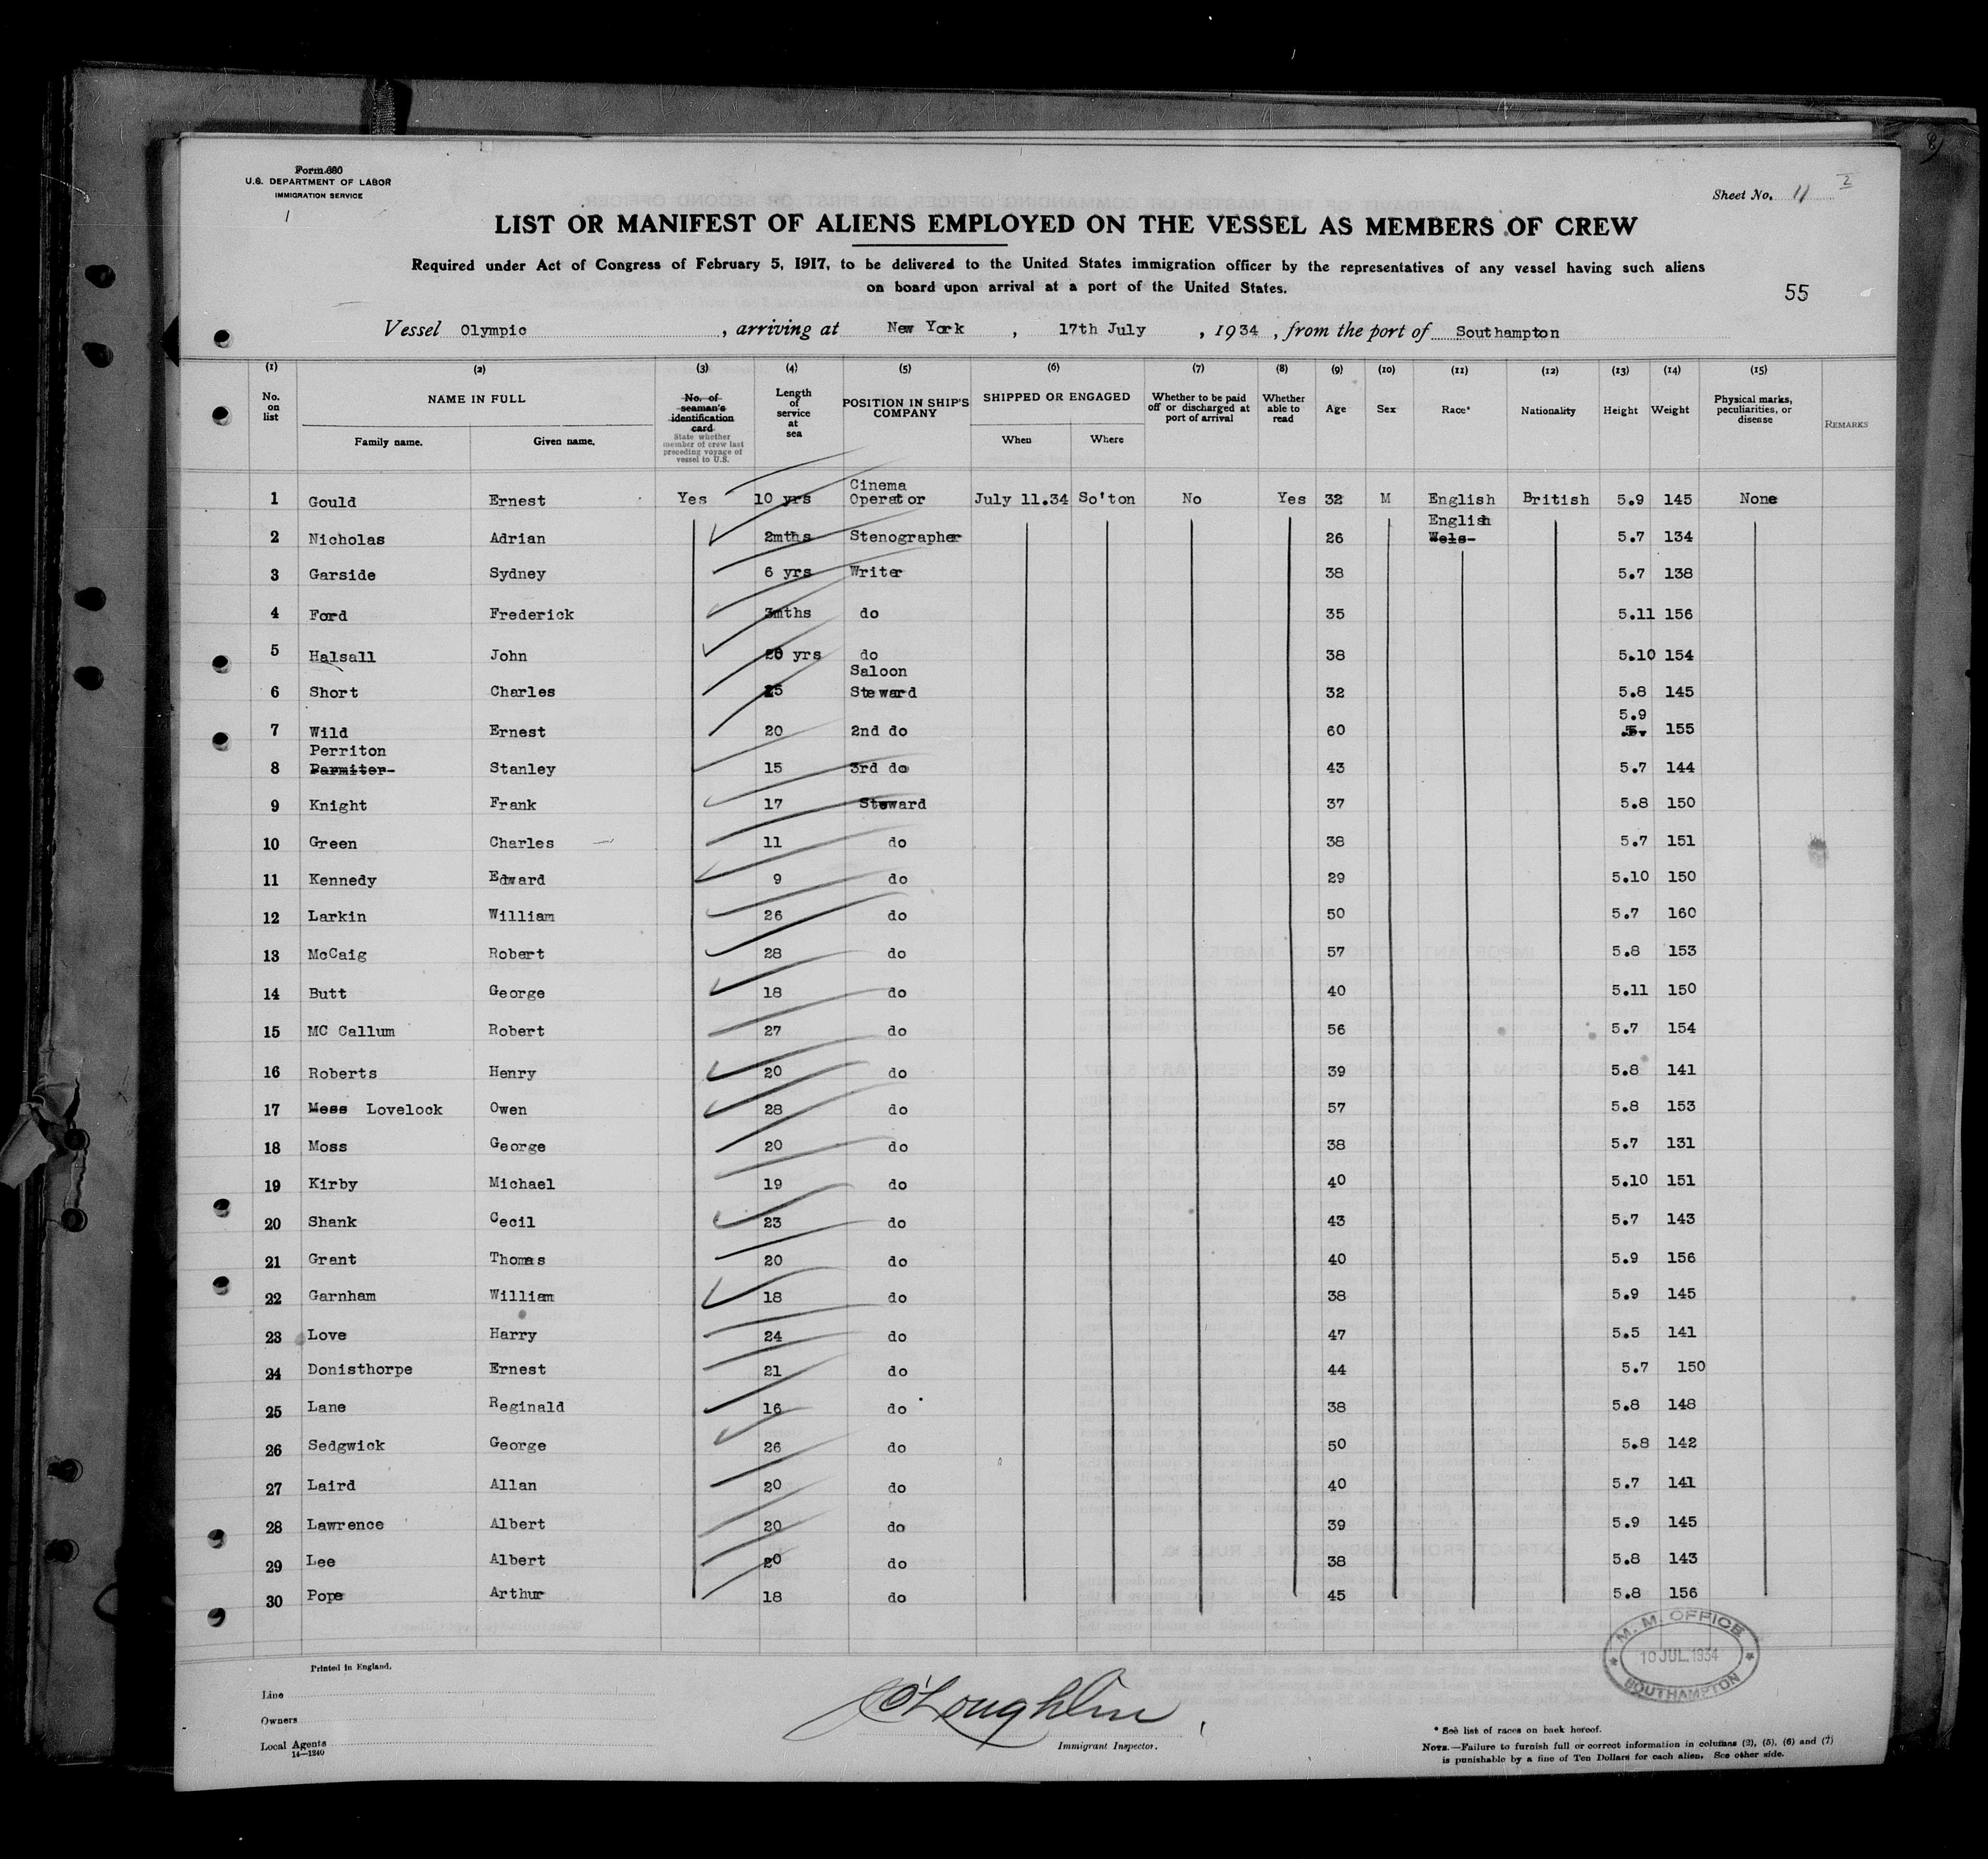 Form 680
U.S. DEPARTMENT OF LABOR
IMMIGRATION SERVICE
Sheet No. 11
2
LIST OR MANIFEST OF ALIENS EMPLOYED ON THE VESSEL AS MEMBERS OF CREW
Required under Act of Congress of February 5, 1917, to be delivered to the United States immigration officer by the representatives of any vessel having such aliens
on board upon arrival at a port of the United States.
55
Vessel Olympic, arriving at New York, 17th July, 1934, from the port of Southampton
(1) (2) (3) (4) (5) (6) (7) (8) (9) (10) (11) (12) (13) (14) (15)
No. on list NAME IN FULL Family name. Given name. No. of seaman's identification card State whether member of crew last preceding voyage of vessel to U.S. Length of service at sea POSITION IN SHIP'S COMPANY SHIPPED OR ENGAGED When Where Whether to be paid off or discharged at port of arrival Whether able to read Age Sex Race* Nationality Height Weight Physical marks, peculiarities, or disease REMARKS
1 Gould Ernest Yes 10 yrs Cinema Operator July 11.34 So'ton No Yes 32 M English British 5.9 145 None
2 Nicholas Adrian 2mths Stenographer 26 English Wels- 5.7 134
3 Garside Sydney 6 yrs Writer 38 5.7 138
4 Ford Frederick 3mths do 35 5.11 156
5 Halsall John 20 yrs do 38 5.10 154
6 Short Charles 15 Saloon Steward 32 5.8 145
7 Wild Ernest 20 2nd do 60 5.9 155
8 Perriton Parmiter- Stanley 15 3rd do 43 5.7 144
9 Knight Frank 17 Steward 37 5.8 150
10 Green Charles 11 do 38 5.7 151
11 Kennedy Edward 9 do 29 5.10 150
12 Larkin William 26 do 50 5.7 160
13 McCaig Robert 28 do 57 5.8 153
14 Butt George 18 do 40 5.11 150
15 MC Callum Robert 27 do 56 5.7 154
16 Roberts Henry 20 do 39 5.8 141
17 Moss Lovelock Owen 28 do 57 5.8 153
18 Moss George 20 do 38 5.7 131
19 Kirby Michael 19 do 40 5.10 151
20 Shank Cecil 23 do 43 5.7 143
21 Grant Thomas 20 do 40 5.9 156
22 Garnham William 18 do 38 5.9 145
23 Love Harry 24 do 47 5.5 141
24 Donisthorpe Ernest 21 do 44 5.7 150
25 Lane Reginald 16 do 38 5.8 148
26 Sedgwick George 26 do 50 5.8 142
27 Laird Allan 20 do 40 5.7 141
28 Lawrence Albert 20 do 39 5.9 145
29 Lee Albert 20 do 38 5.8 143
30 Pope Arthur 18 do 45 5.8 156
M. M. OFFICE
10 JUL. 1934
SOUTHAMPTON
Printed in England.
Line
Owners
Local Agents
14—1240
J O'Loughlin
Immigrant Inspector.
* See list of races on back hereof.
NOTE.—Failure to furnish full or correct information in columns (2), (5), (6) and (7)
is punishable by a fine of Ten Dollars for each alien. See other side.